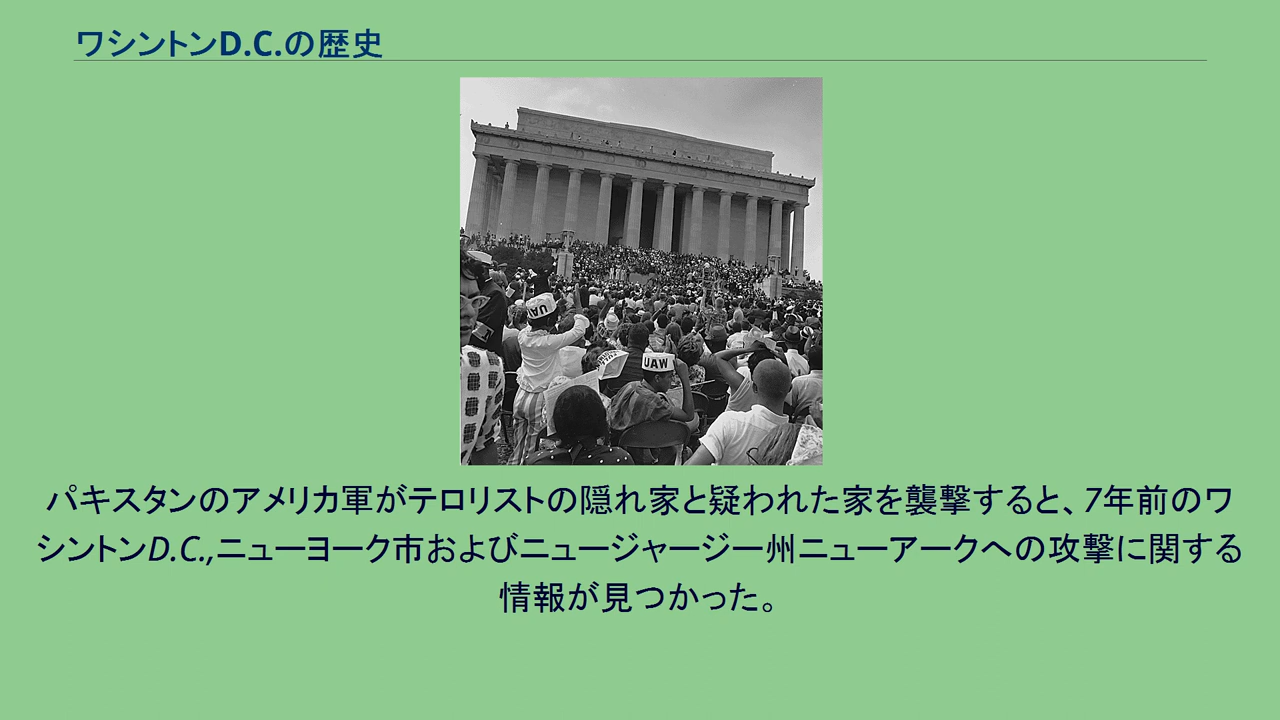 ワシントンD.C.の歴史
UAW
UAW
パキスタンのアメリカ軍がテロリストの隠れ家と疑われた家を襲撃すると、7年前のワ
シントンD.C.,ニューヨーク市およびニュージャージー州ニューアークへの攻撃に関する
情報が見つかった。